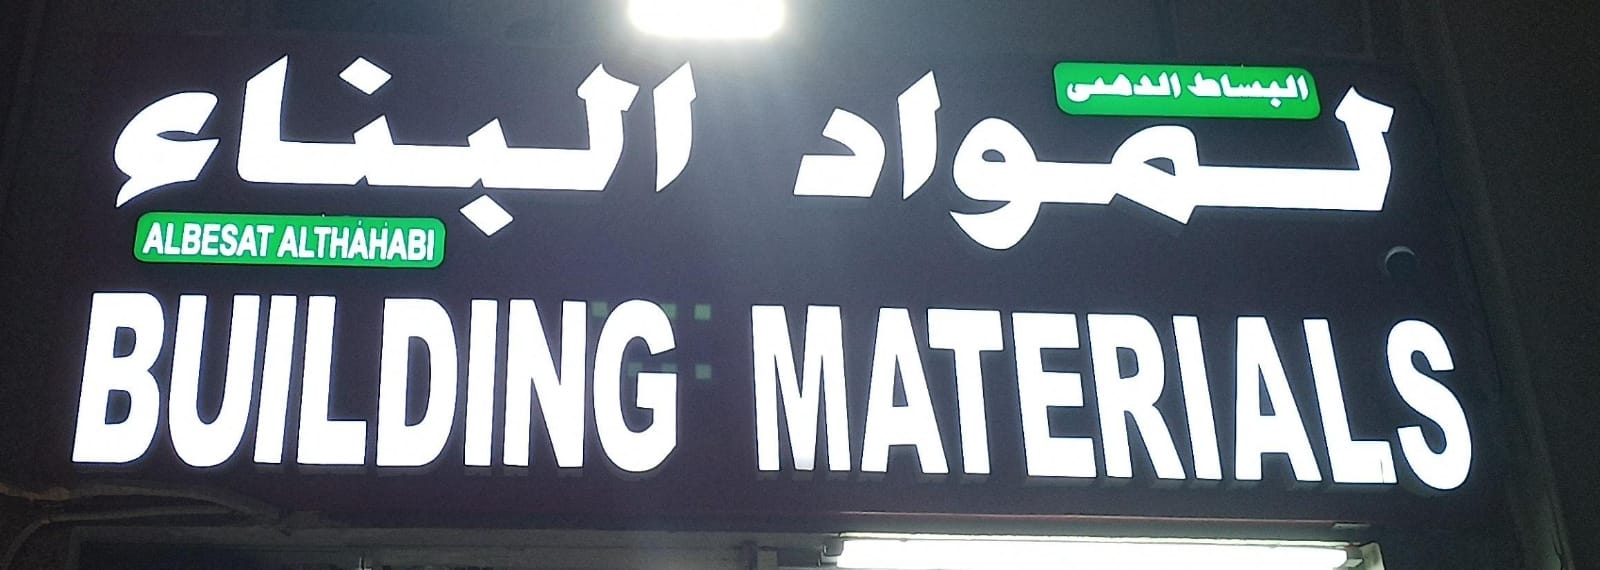 البساط الذهبي
لمواد البناء
ALBESAT ALTHAHABI
BUILDING MATERIALS